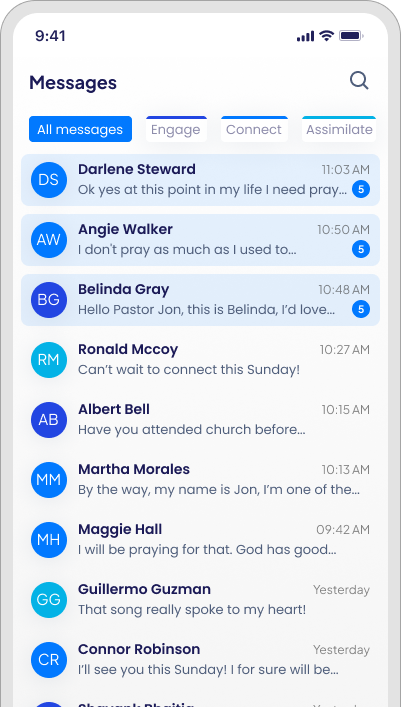 9:41
Messages
All messages Engage Connect Assimilate
DS Darlene Steward 11:03 AM
Ok yes at this point in my life I need pray... 5
AW Angie Walker 10:50 AM
I don't pray as much as I used to... 5
BG Belinda Gray 10:48 AM
Hello Pastor Jon, this is Belinda, I’d love... 5
RM Ronald Mccoy 10:27 AM
Can’t wait to connect this Sunday!
AB Albert Bell 10:15 AM
Have you attended church before...
MM Martha Morales 10:13 AM
By the way, my name is Jon, I’m one of the...
MH Maggie Hall 09:42 AM
I will be praying for that. God has good...
GG Guillermo Guzman Yesterday
That song really spoke to my heart!
CR Connor Robinson Yesterday
I’ll see you this Sunday! I for sure will be...